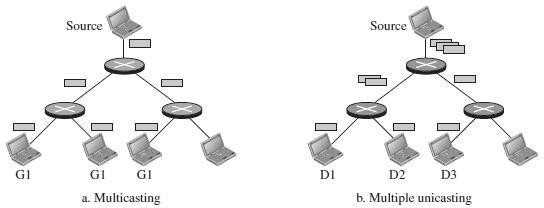 Source
G1 G1 G1
a. Multicasting
Source
D1 D2 D3
b. Multiple unicasting